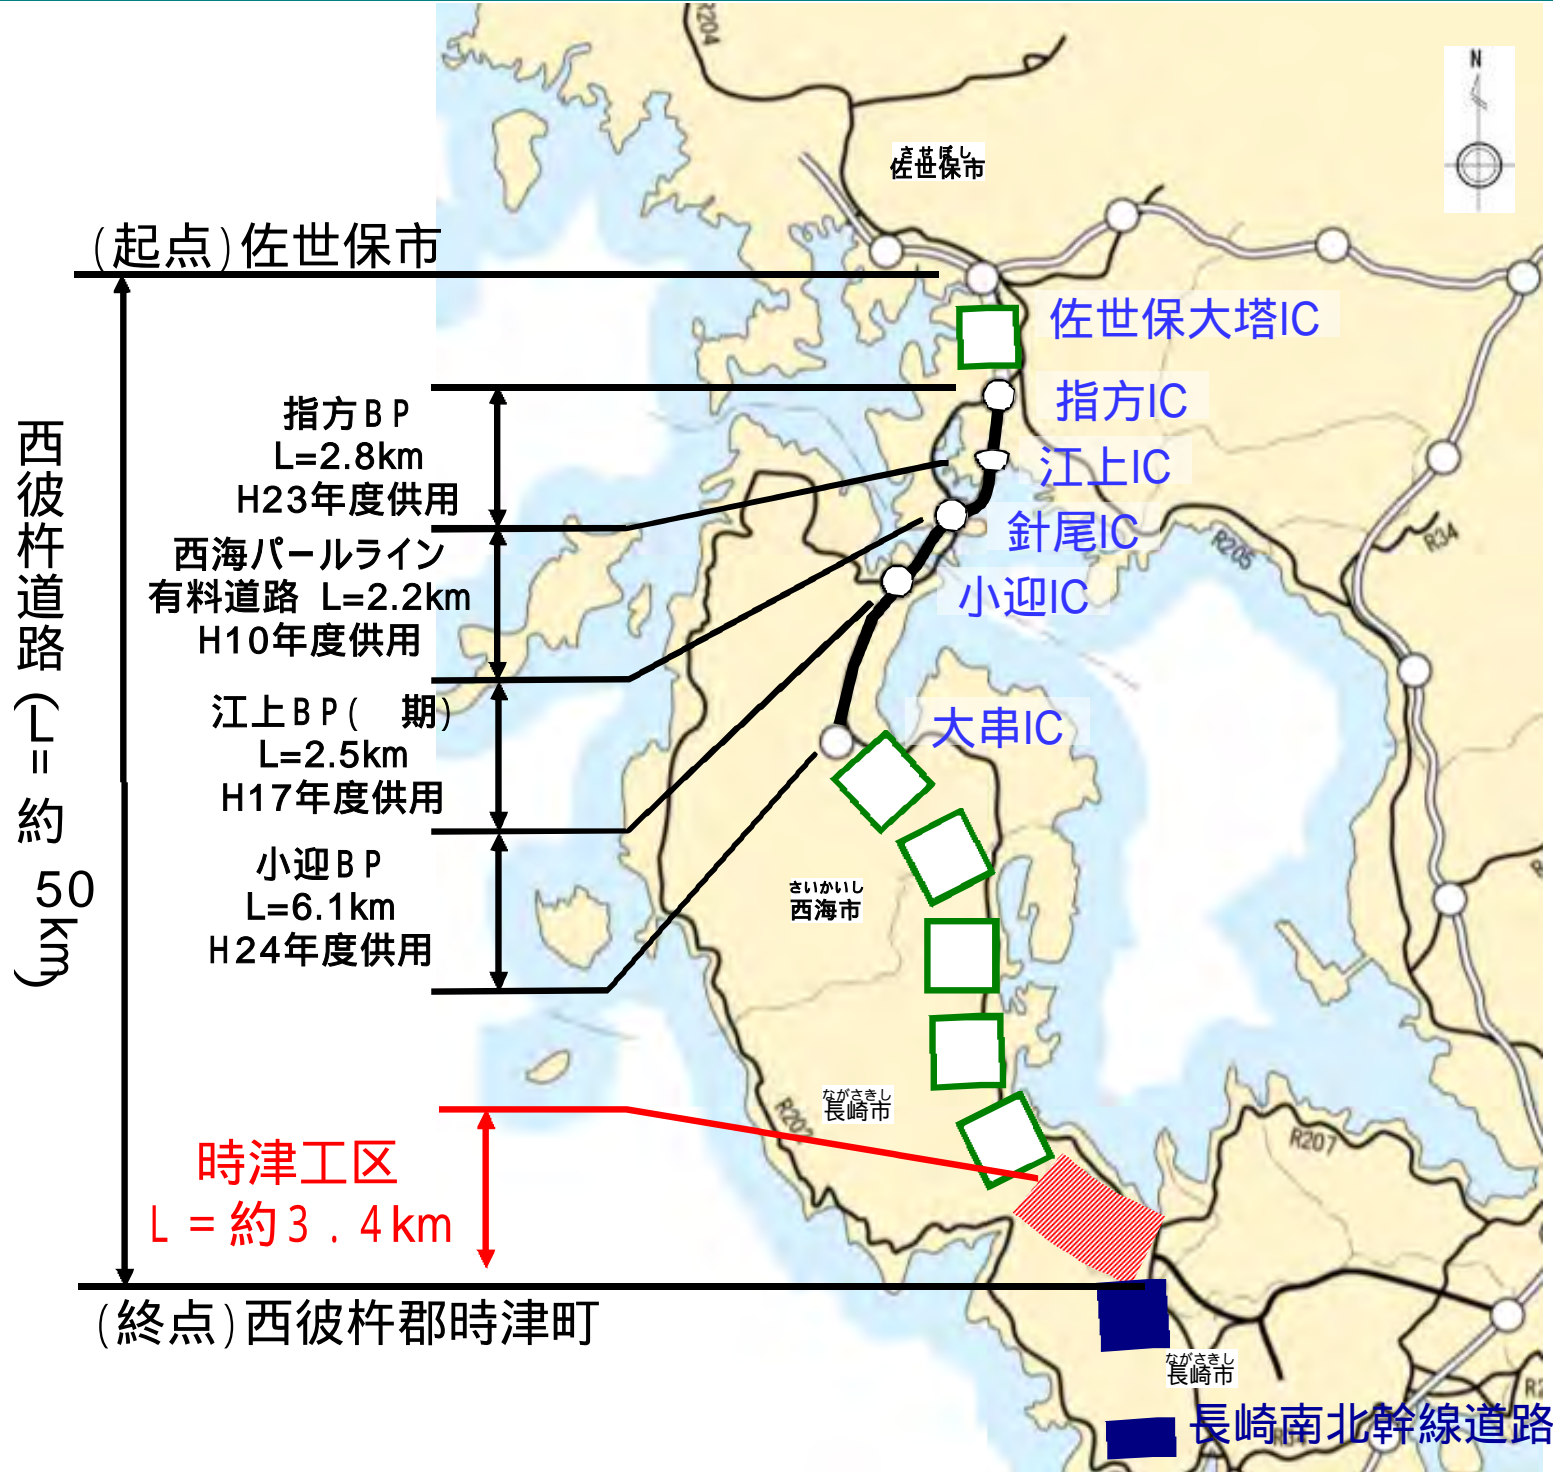 R204
N
させぼし
佐世保市
(起点)佐世保市
佐世保大塔IC
指方IC
江上IC
針尾IC
小迎IC
大串IC
指方BP
L=2.8km
H23年度供用
西海パールライン
有料道路 L=2.2km
H10年度供用
江上BP( 期)
L=2.5km
H17年度供用
小迎BP
L=6.1km
H24年度供用
西彼杵道路(L=約50km)
R205
R34
さいかいし
西海市
ながさきし
長崎市
R202
R207
時津工区
L=約3.4km
(終点)西彼杵郡時津町
ながさきし
長崎市
長崎南北幹線道路